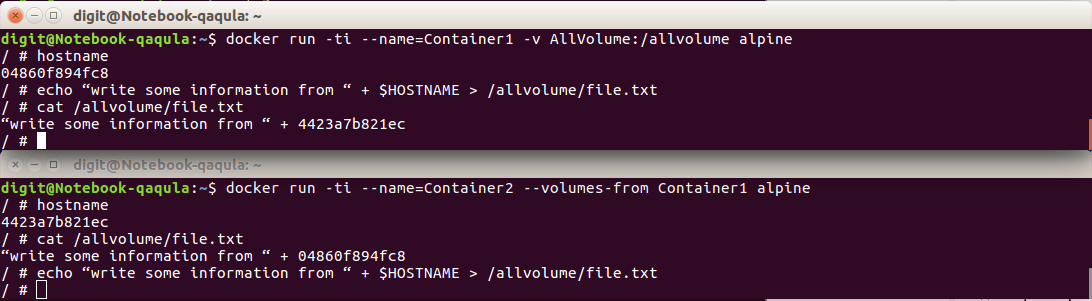 digit@Notebook-qaqula: ~
digit@Notebook-qaqula:~$ docker run -ti --name=Container1 -v AllVolume:/allvolume alpine
/ # hostname
04860f894fc8
/ # echo “write some information from “ + $HOSTNAME > /allvolume/file.txt
/ # cat /allvolume/file.txt
“write some information from “ + 4423a7b821ec
/ #
digit@Notebook-qaqula: ~
digit@Notebook-qaqula:~$ docker run -ti --name=Container2 --volumes-from Container1 alpine
/ # hostname
4423a7b821ec
/ # cat /allvolume/file.txt
“write some information from “ + 04860f894fc8
/ # echo “write some information from “ + $HOSTNAME > /allvolume/file.txt
/ #